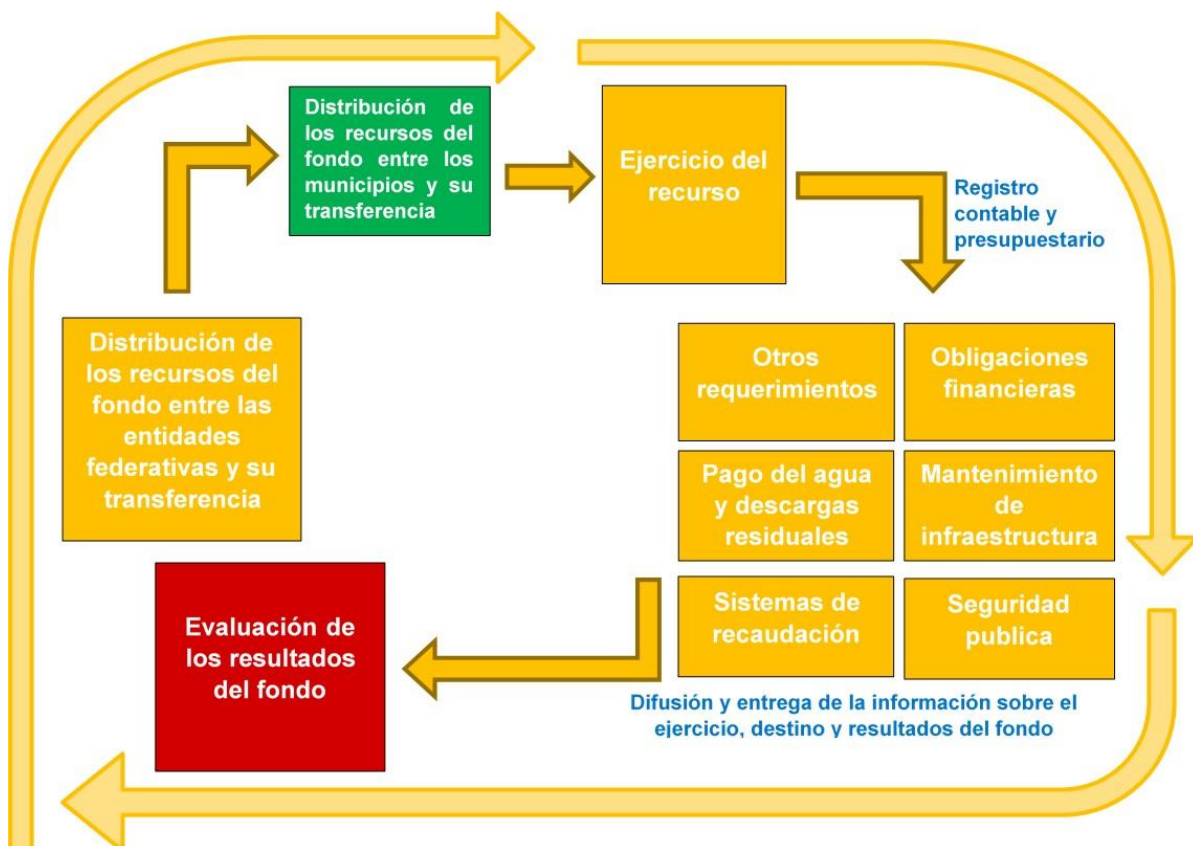 Distribución de
los recursos del
fondo entre los
municipios y su
transferencia
Ejercicio del
recurso
Registro
contable y
presupuestario
Distribución de
los recursos del
fondo entre las
entidades
federativas y su
transferencia
Otros
requerimientos
Obligaciones
financieras
Pago del agua
y descargas
residuales
Mantenimiento
de
infraestructura
Sistemas de
recaudación
Seguridad
publica
Evaluación de
los resultados
del fondo
Difusión y entrega de la información sobre el
ejercicio, destino y resultados del fondo